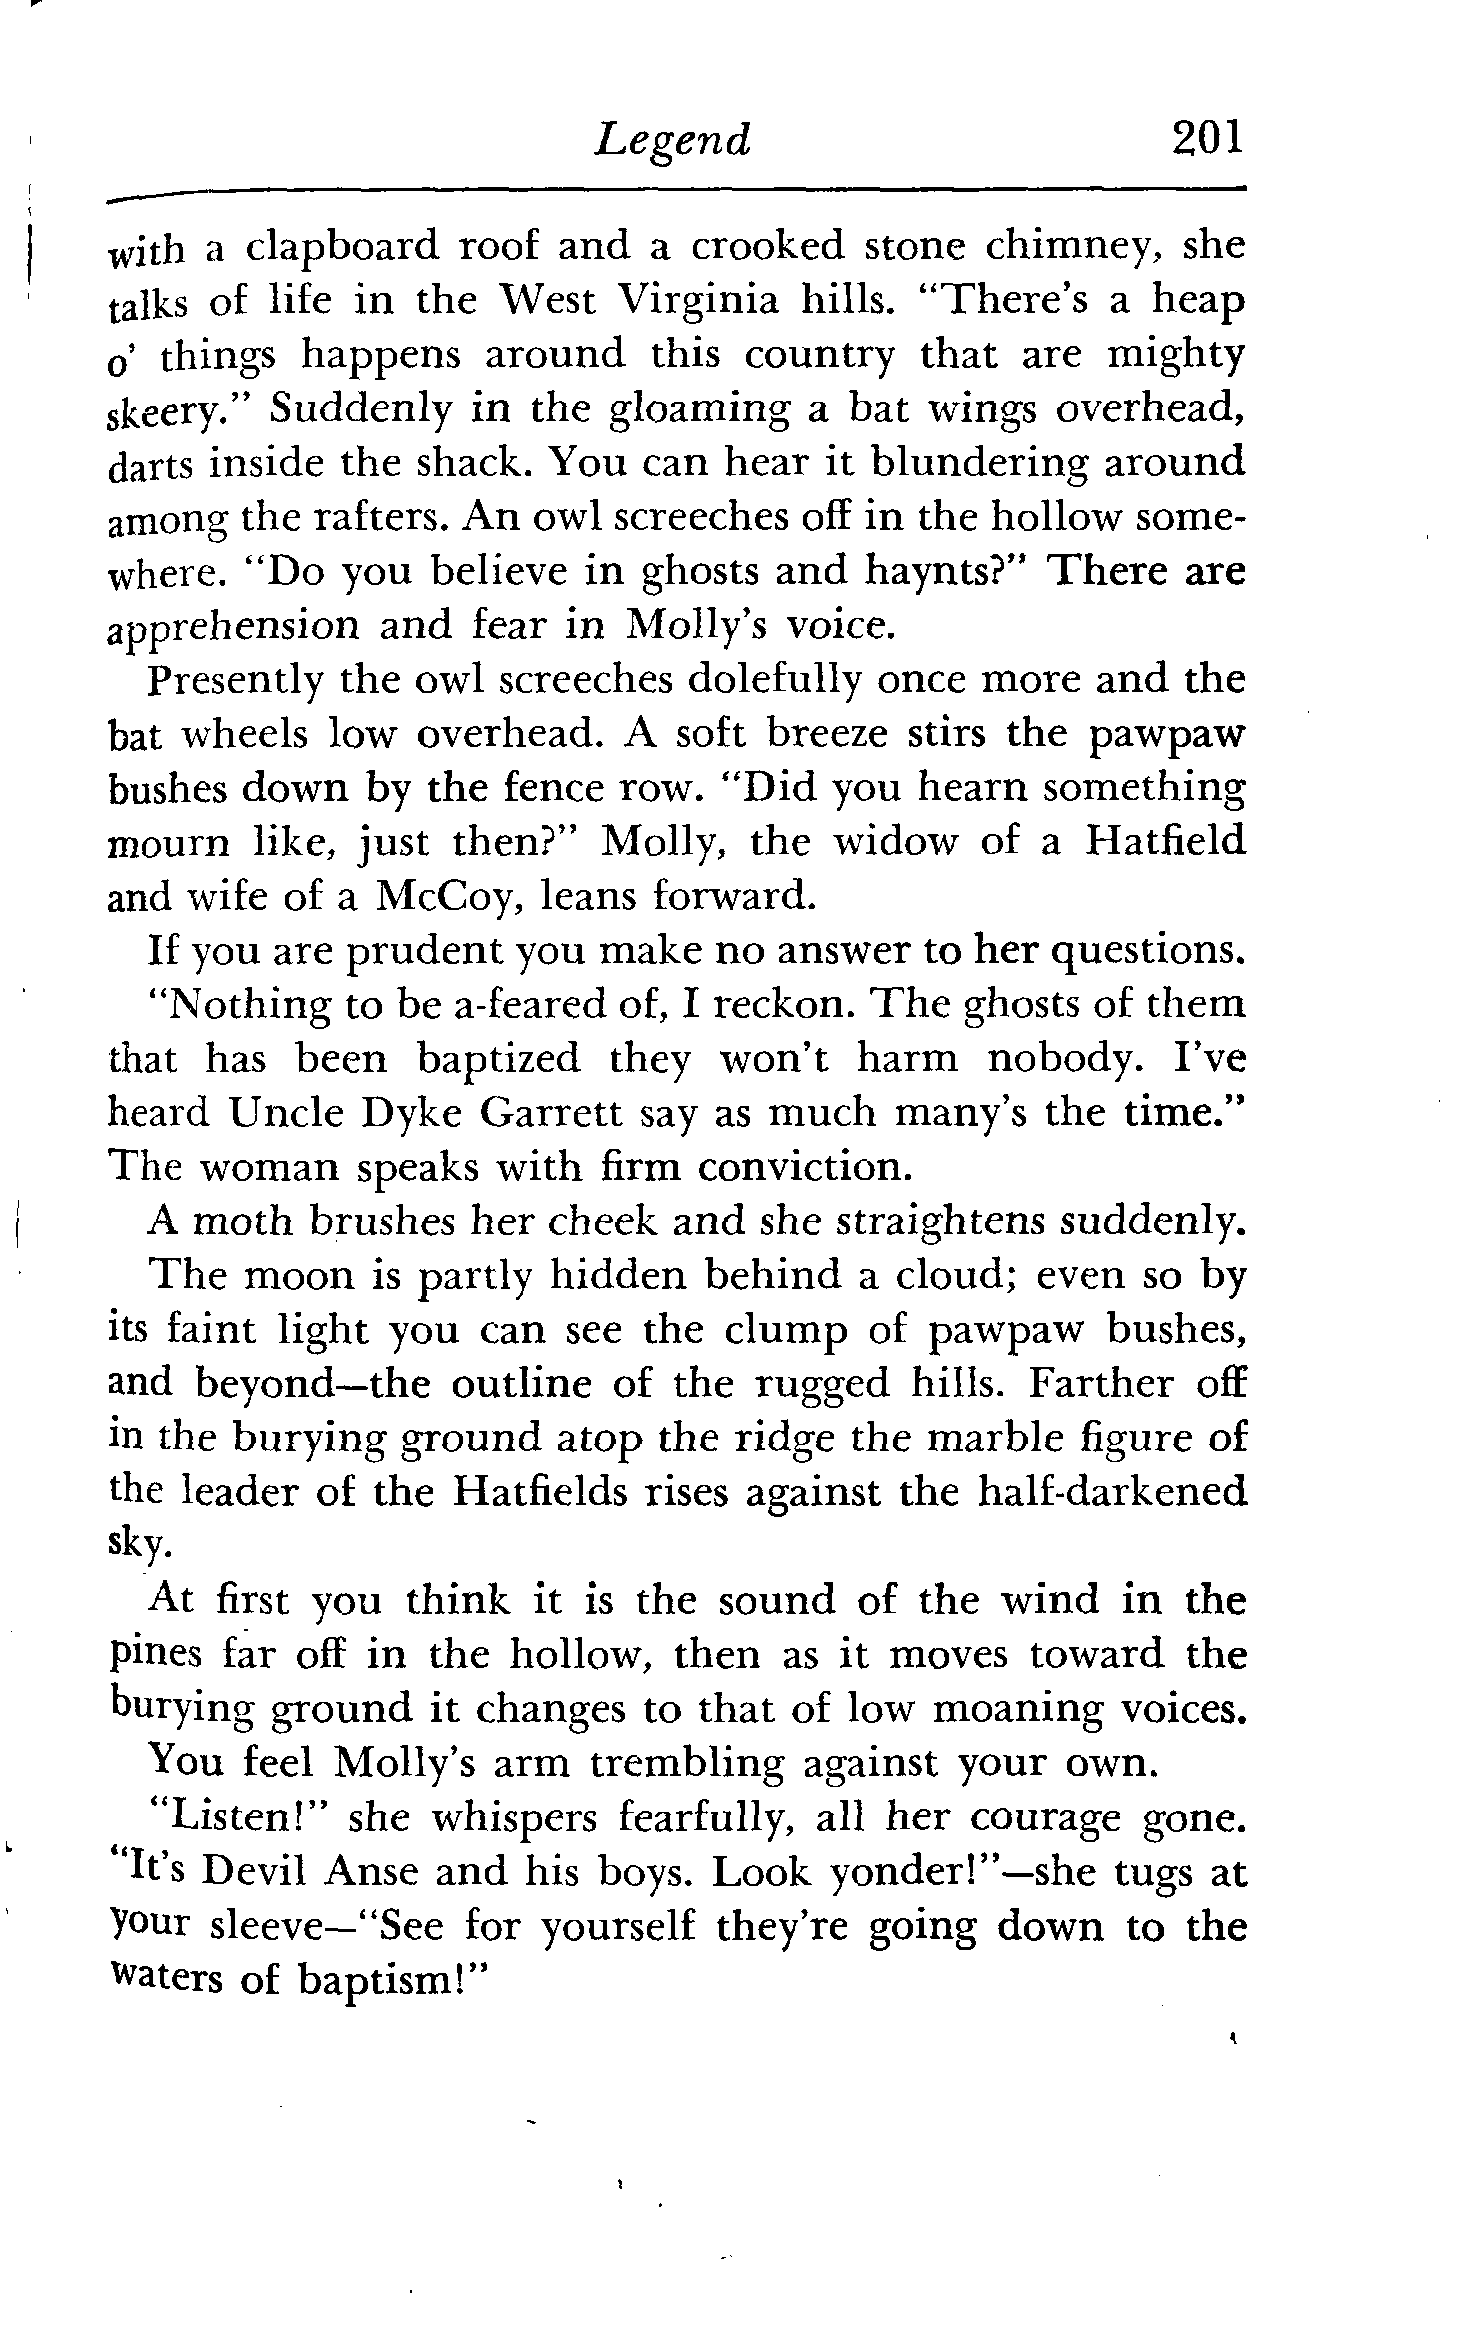 Legend 201
with a clapboard roof and a crooked stone chimney, she
talks of life in the West Virginia hills. "There's a heap
o' things happens around this country that are mighty
skeery." Suddenly in the gloaming a bat wings overhead,
darts inside the shack. You can hear it blundering around
among the rafters. An owl screeches off in the hollow some-
where. "Do you believe in ghosts and haynts?" There are
apprehension and fear in Molly's voice.
Presently the owl screeches dolefully once more and the
bat wheels low overhead. A soft breeze stirs the pawpaw
bushes down by the fence row. "Did you hearn something
mourn like, just then?" Molly, the widow of a Hatfield
and wife of a McCoy, leans forward.
If you are prudent you make no answer to her questions.
"Nothing to be a-feared of, I reckon. The ghosts of them
that has been baptized they won't harm nobody. I've
heard Uncle Dyke Garrett say as much many's the time."
The woman speaks with firm conviction.
A moth brushes her cheek and she straightens suddenly.
The moon is partly hidden behind a cloud; even so by
its faint light you can see the clump of pawpaw bushes,
and beyond—the outline of the rugged hills. Farther off
in the burying ground atop the ridge the marble figure of
the leader of the Hatfields rises against the half-darkened
sky.
At first you think it is the sound of the wind in the
pines far off in the hollow, then as it moves toward the
burying ground it changes to that of low moaning voices.
You feel Molly's arm trembling against your own.
"Listen!" she whispers fearfully, all her courage gone.
"It's Devil Anse and his boys. Look yonder!"—she tugs at
your sleeve—"See for yourself they're going down to the
waters of baptism!"